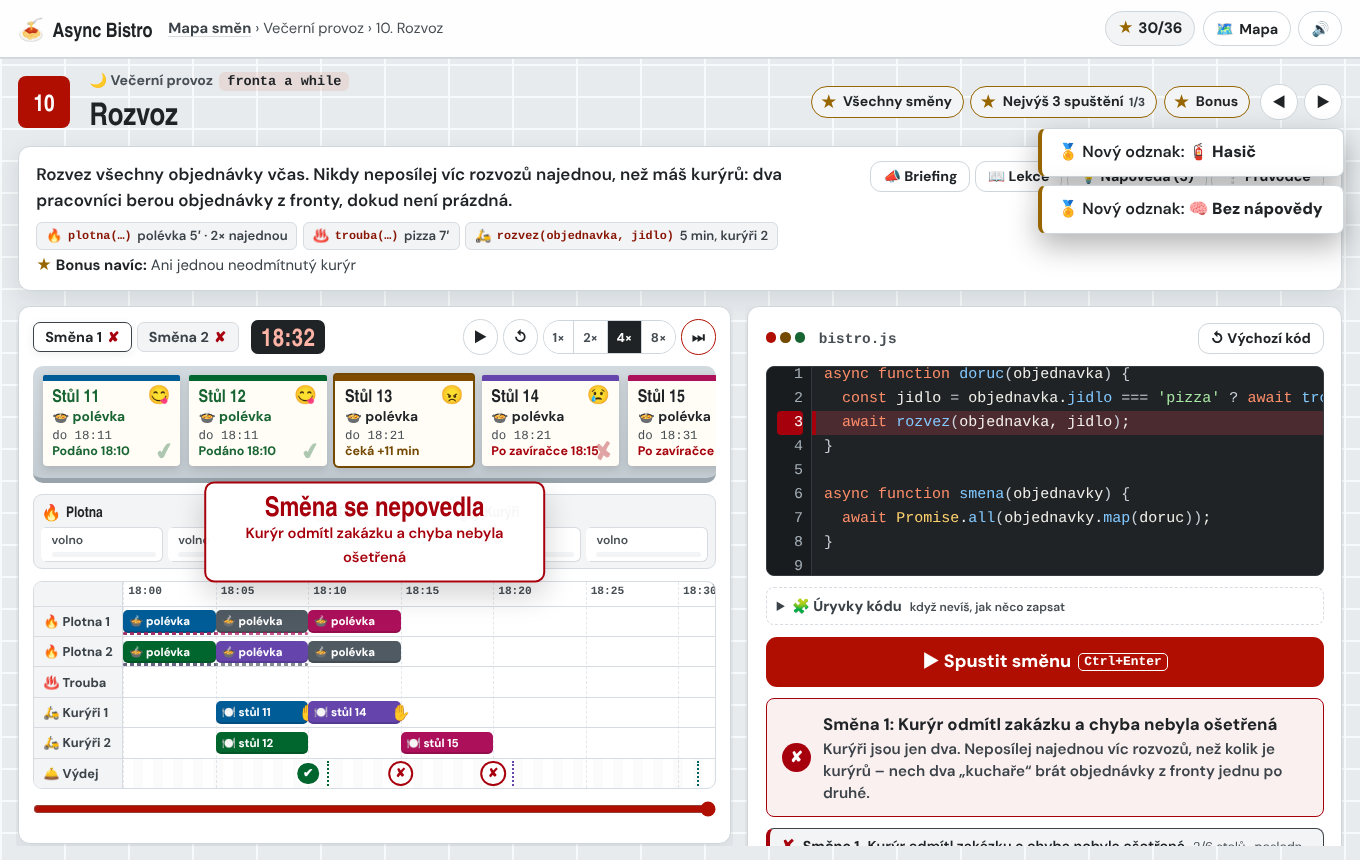 Async Bistro
Mapa směn › Večerní provoz › 10. Rozvoz
★ 30/36
Mapa
10
Večerní provoz fronta a while
Rozvoz
★ Všechny směny
★ Nejvýš 3 spuštění 1/3
★ Bonus
◀ ▶
Nový odznak: Hasič
Nový odznak: Bez nápovědy
Rozvez všechny objednávky včas. Nikdy neposílej víc rozvozů najednou, než máš kurýrů: dva
pracovníci berou objednávky z fronty, dokud není prázdná.
Briefing
Lekce
plotna(…) polévka 5′ · 2× najednou
trouba(…) pizza 7′
rozvez(objednavka, jidlo) 5 min, kurýři 2
★ Bonus navíc: Ani jednou neodmítnutý kurýr
Směna 1 ✘
Směna 2 ✘
18:32
1× 2× 4× 8×
Stůl 11
polévka
do 18:11
Podáno 18:10
Stůl 12
polévka
do 18:11
Podáno 18:10
Stůl 13
polévka
do 18:21
čeká +11 min
Stůl 14
polévka
do 18:21
Po zavíračce 18:15
Stůl 15
polévka
do 18:31
Po zavíračce
Směna se nepovedla
Kurýr odmítl zakázku a chyba nebyla
ošetřená
Plotna
volno
volno
18:00 18:05 18:10 18:15 18:20 18:25 18:30
Plotna 1 polévka polévka polévka
Plotna 2 polévka polévka polévka
Trouba
Kurýři 1 stůl 11 stůl 14
Kurýři 2 stůl 12 stůl 15
Výdej
bistro.js
↺ Výchozí kód
1 async function doruc(objednavka) {
2 const jidlo = objednavka.jidlo === 'pizza' ? await tro
3 await rozvez(objednavka, jidlo);
4 }
5
6 async function smena(objednavky) {
7 await Promise.all(objednavky.map(doruc));
8 }
9
▶ Úryvky kódu když nevíš, jak něco zapsat
▶ Spustit směnu Ctrl+Enter
Směna 1: Kurýr odmítl zakázku a chyba nebyla ošetřená
Kurýři jsou jen dva. Neposílej najednou víc rozvozů, než kolik je
kurýrů – nech dva „kuchaře“ brát objednávky z fronty jednu po
druhé.
✘ Směna 1. Kurýr odmítl zakázku a chyba nebyla ošetřená